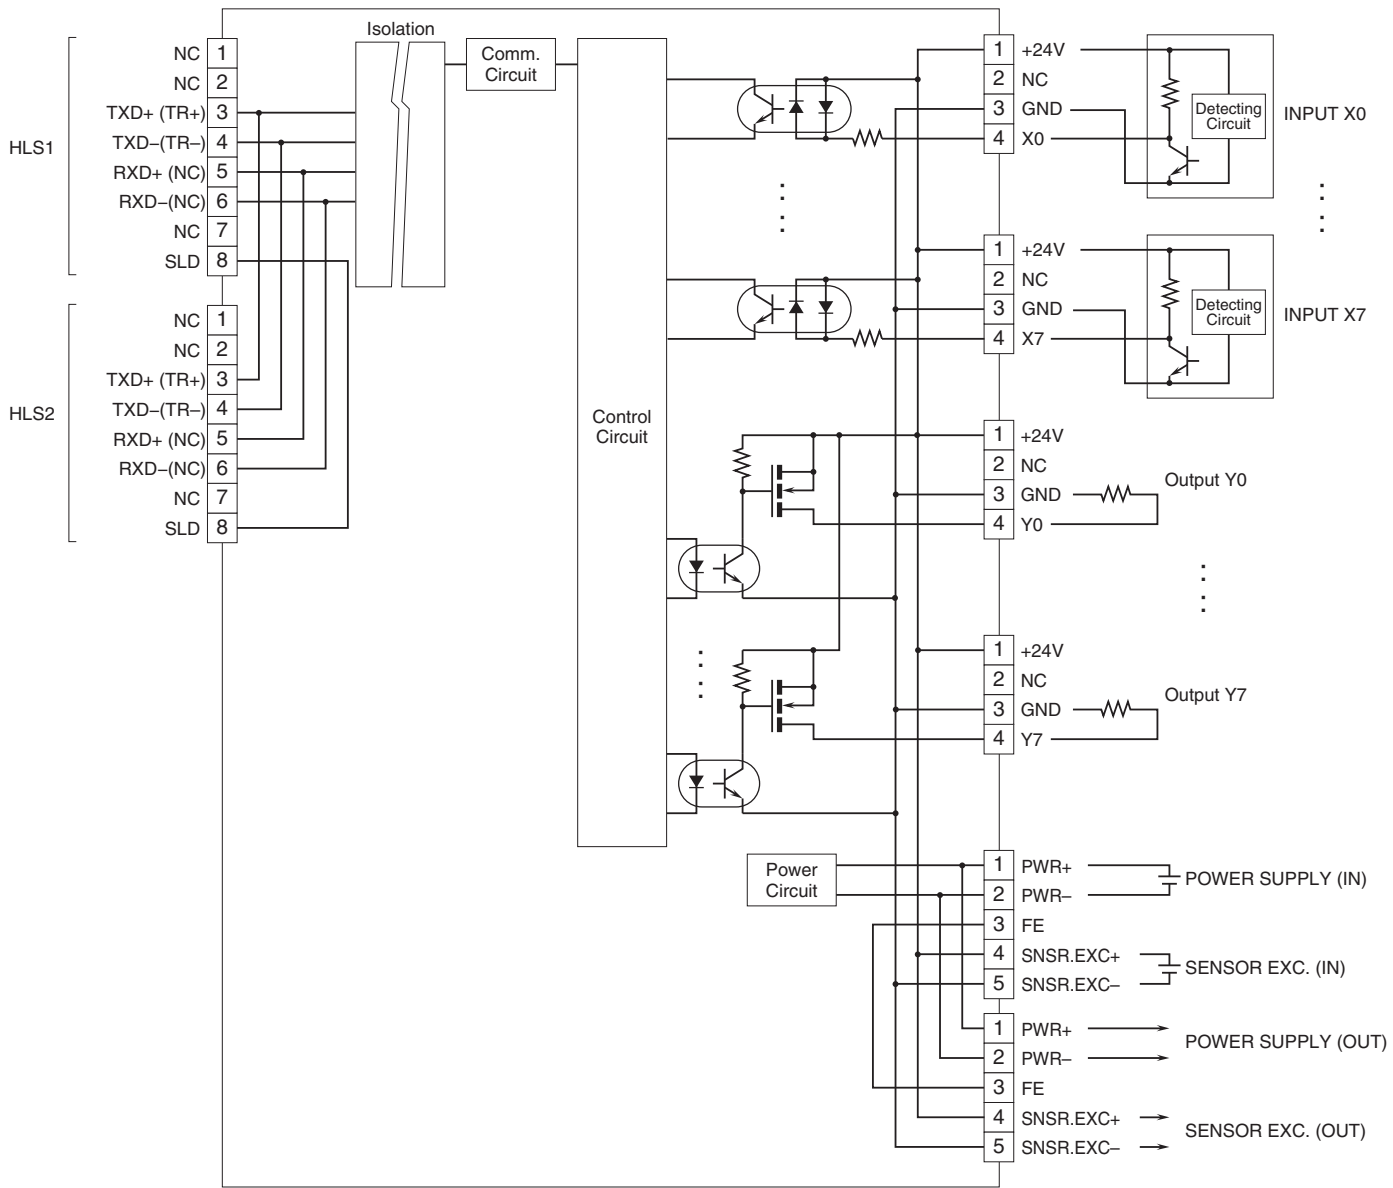 Isolation
Comm.
Circuit
HLS1
NC 1
NC 2
TXD+ (TR+) 3
TXD–(TR–) 4
RXD+ (NC) 5
RXD–(NC) 6
NC 7
SLD 8
HLS2
NC 1
NC 2
TXD+ (TR+) 3
TXD–(TR–) 4
RXD+ (NC) 5
RXD–(NC) 6
NC 7
SLD 8
Control
Circuit
1 +24V
2 NC
3 GND
4 X0
Detecting
Circuit
INPUT X0
1 +24V
2 NC
3 GND
4 X7
Detecting
Circuit
INPUT X7
1 +24V
2 NC
3 GND
4 Y0
Output Y0
1 +24V
2 NC
3 GND
4 Y7
Output Y7
Power
Circuit
1 PWR+
2 PWR–
POWER SUPPLY (IN)
3 FE
4 SNSR.EXC+
5 SNSR.EXC–
SENSOR EXC. (IN)
1 PWR+
2 PWR–
POWER SUPPLY (OUT)
3 FE
4 SNSR.EXC+
5 SNSR.EXC–
SENSOR EXC. (OUT)